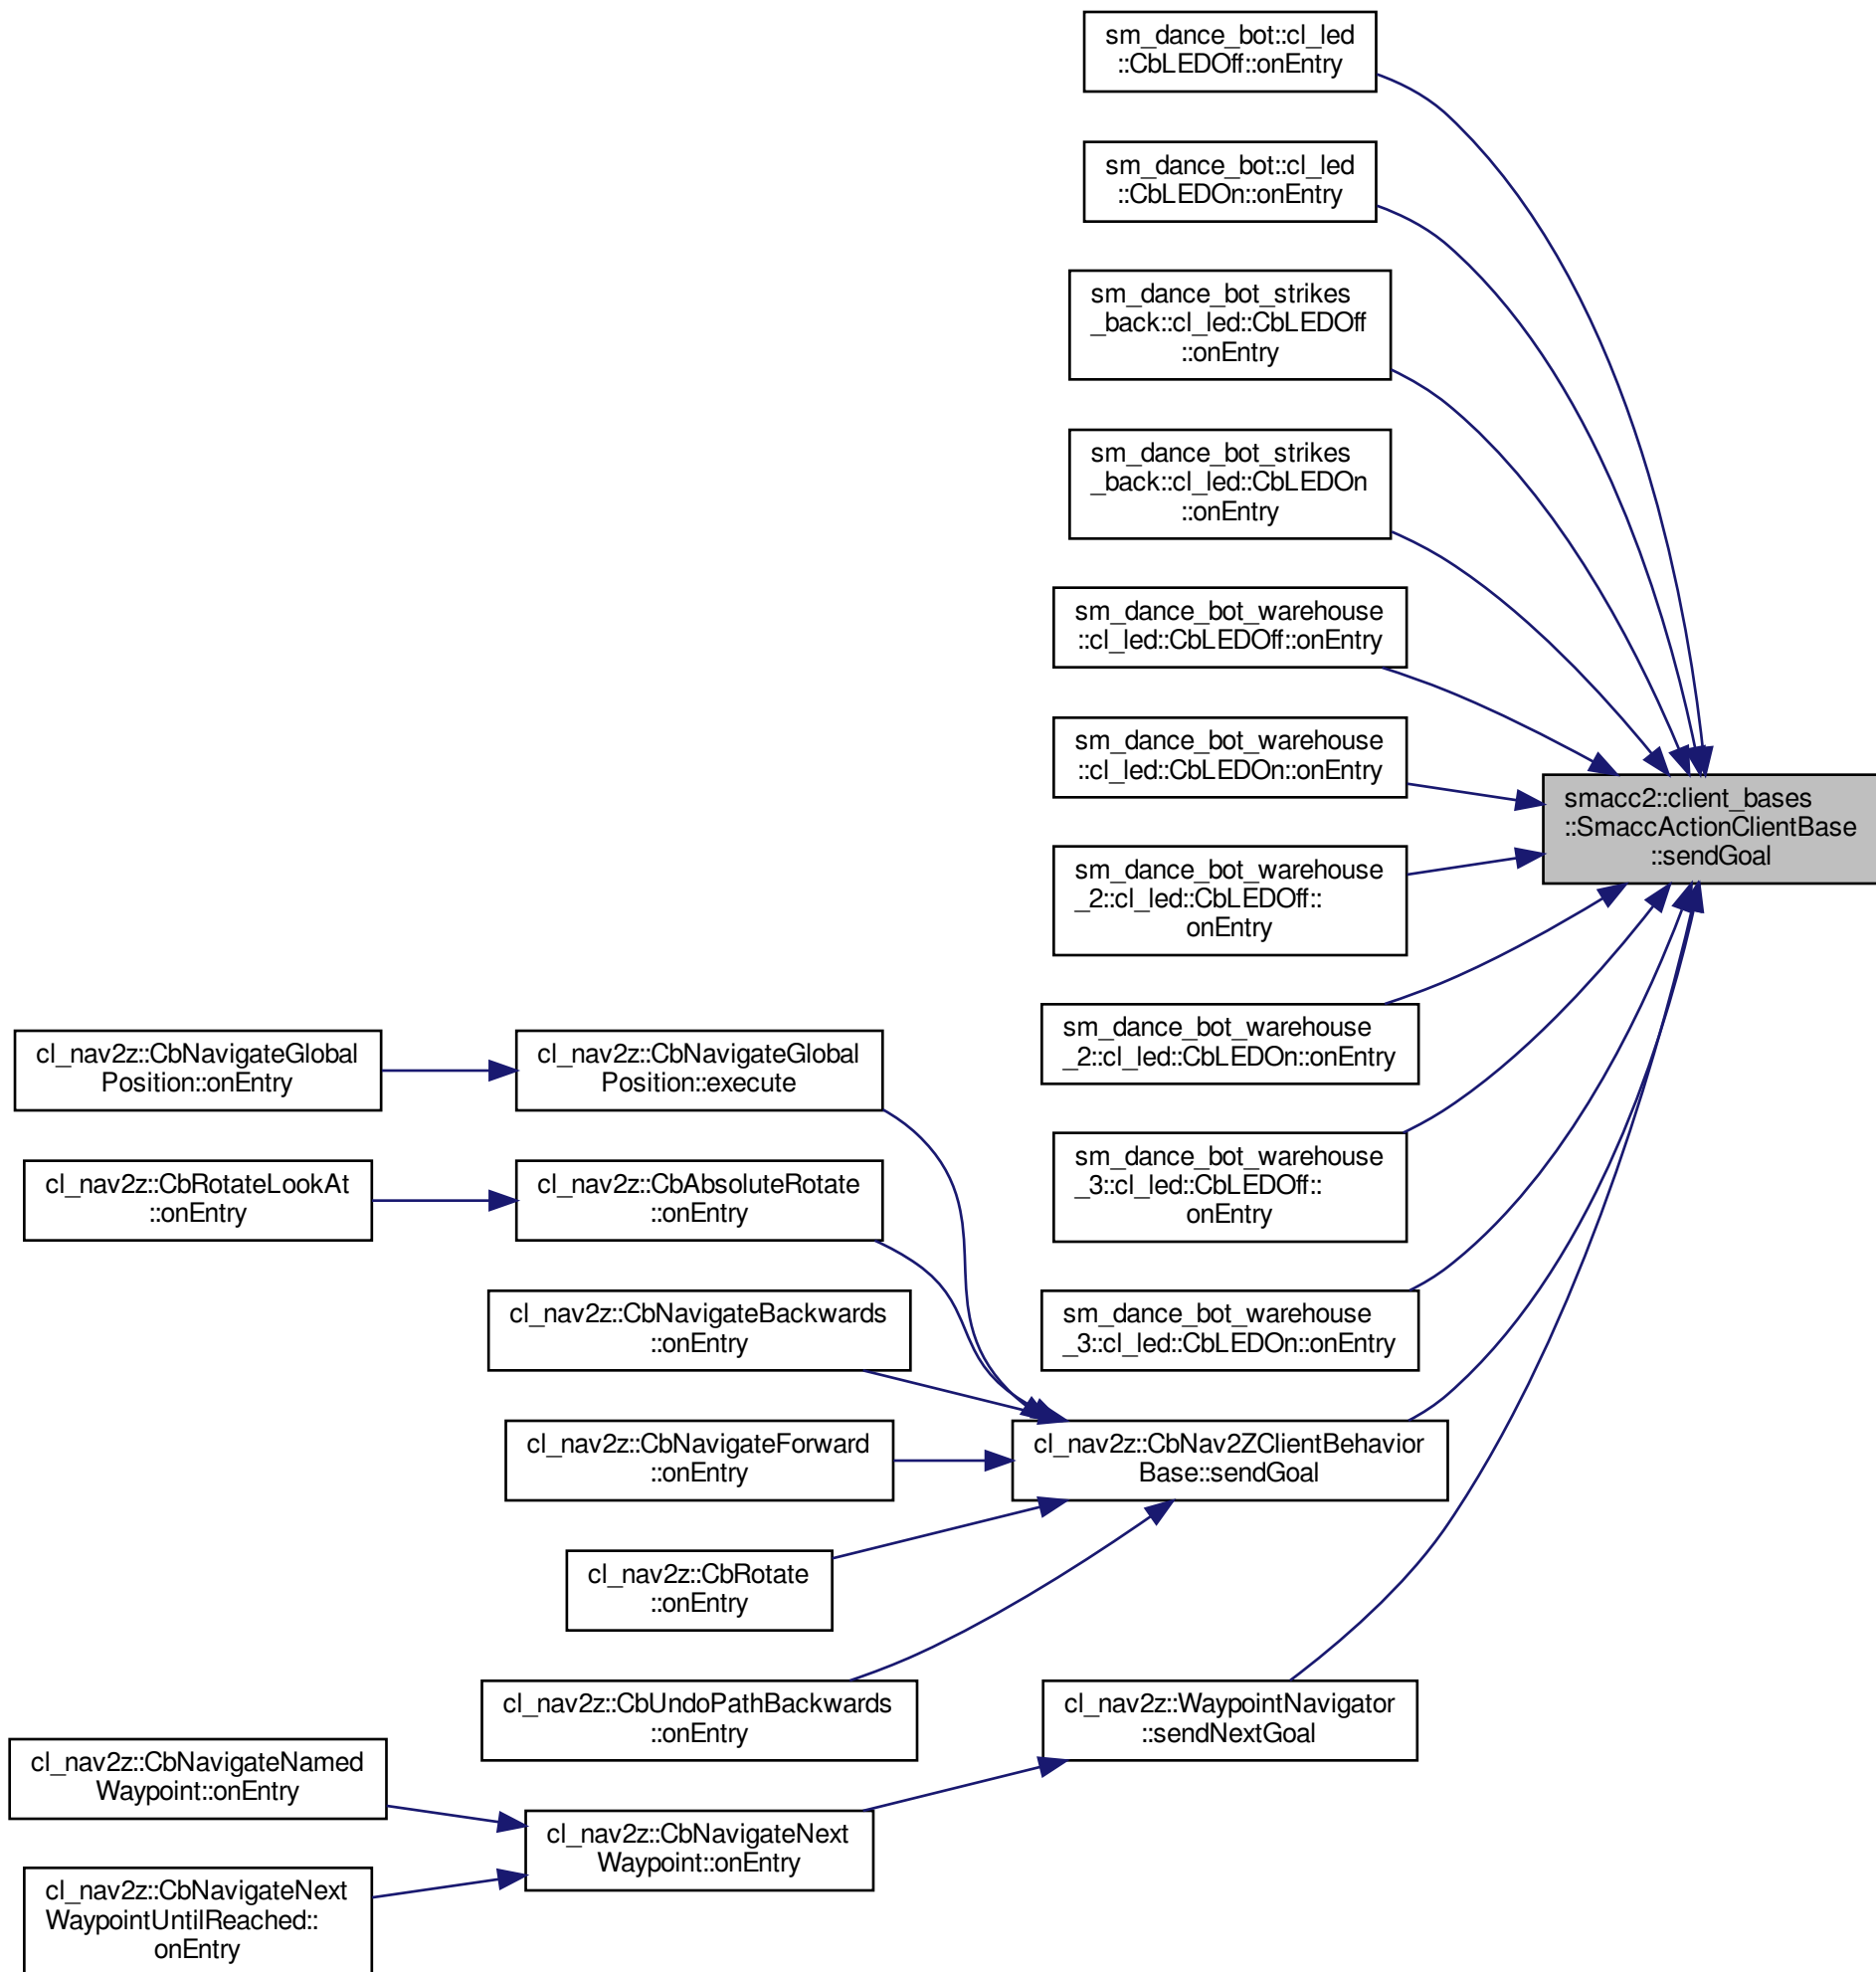 sm_dance_bot::cl_led
::CbLEDOff::onEntry
sm_dance_bot::cl_led
::CbLEDOn::onEntry
sm_dance_bot_strikes
_back::cl_led::CbLEDOff
::onEntry
sm_dance_bot_strikes
_back::cl_led::CbLEDOn
::onEntry
sm_dance_bot_warehouse
::cl_led::CbLEDOff::onEntry
sm_dance_bot_warehouse
::cl_led::CbLEDOn::onEntry
smacc2::client_bases
::SmaccActionClientBase
::sendGoal
sm_dance_bot_warehouse
_2::cl_led::CbLEDOff::
onEntry
sm_dance_bot_warehouse
_2::cl_led::CbLEDOn::onEntry
cl_nav2z::CbNavigateGlobal
Position::onEntry
cl_nav2z::CbNavigateGlobal
Position::execute
sm_dance_bot_warehouse
_3::cl_led::CbLEDOff::
onEntry
cl_nav2z::CbRotateLookAt
::onEntry
cl_nav2z::CbAbsoluteRotate
::onEntry
cl_nav2z::CbNavigateBackwards
::onEntry
sm_dance_bot_warehouse
_3::cl_led::CbLEDOn::onEntry
cl_nav2z::CbNavigateForward
::onEntry
cl_nav2z::CbNav2ZClientBehavior
Base::sendGoal
cl_nav2z::CbRotate
::onEntry
cl_nav2z::CbUndoPathBackwards
::onEntry
cl_nav2z::WaypointNavigator
::sendNextGoal
cl_nav2z::CbNavigateNamed
Waypoint::onEntry
cl_nav2z::CbNavigateNext
Waypoint::onEntry
cl_nav2z::CbNavigateNext
WaypointUntilReached::
onEntry